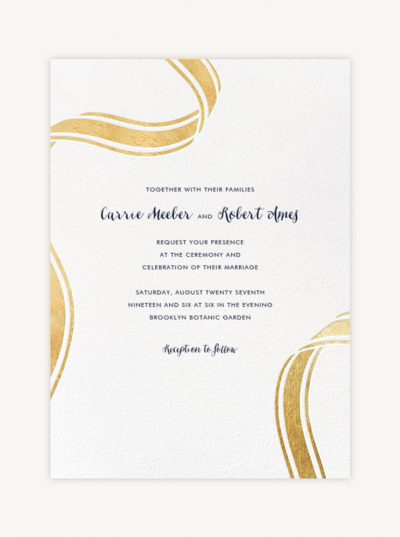 TOGETHER WITH THEIR FAMILIES
Carrie Meeber AND Robert Ames
REQUEST YOUR PRESENCE
AT THE CEREMONY AND
CELEBRATION OF THEIR MARRIAGE
SATURDAY, AUGUST TWENTY SEVENTH
NINETEEN AND SIX AT SIX IN THE EVENING
BROOKLYN BOTANIC GARDEN
Reception to follow